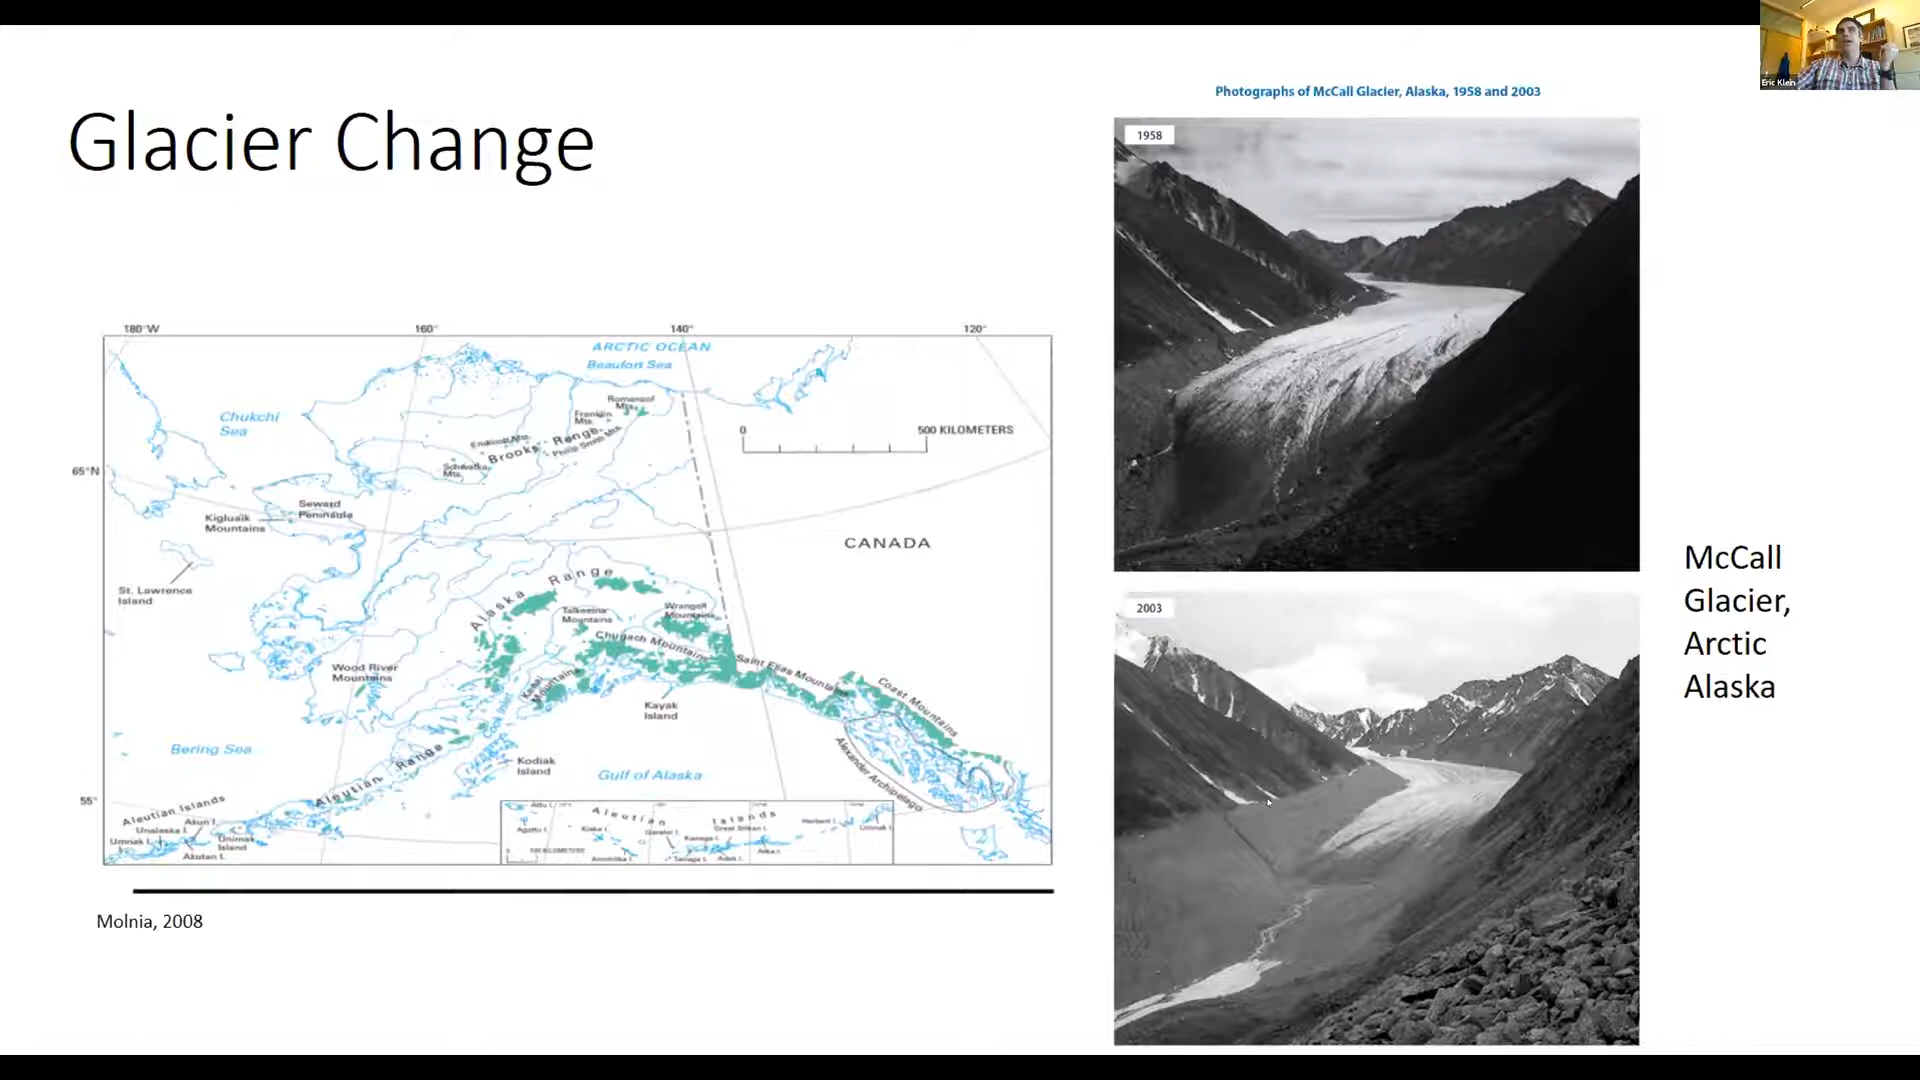 Glacier Change
Photographs of McCall Glacier, Alaska, 1958 and 2003
Eric Klein
1958
2003
McCall
Glacier,
Arctic
Alaska
180°W
160°
140°
120°
ARCTIC OCEAN
Beaufort Sea
Chukchi
Sea
Romanzof
Mts.
Franklin
Mts.
Endicott Mts.
Brooks Range
Philip Smith Mts.
Schwatka
Mts.
0
500 KILOMETERS
65°N
Seward
Peninsula
Kigluaik
Mountains
CANADA
St. Lawrence
Island
Alaska Range
Talkeetna
Mountains
Wrangell
Mountains
Chugach Mountains
Saint Elias Mountains
Coast Mountains
Wood River
Mountains
Kenai
Mountains
Kayak
Island
Bering Sea
Kodiak
Island
Gulf of Alaska
Alexander Archipelago
Aleutian Range
55°
Aleutian Islands
Akun I.
Unalaska I.
Umnak I.
Unimak
Island
Akutan I.
Aleutian Islands
Attu I.
Agattu I.
Kiska I.
Great Sitkin I.
Kanaga I.
Tanaga I.
Adak I.
Atka I.
Umnak I.
Molnia, 2008